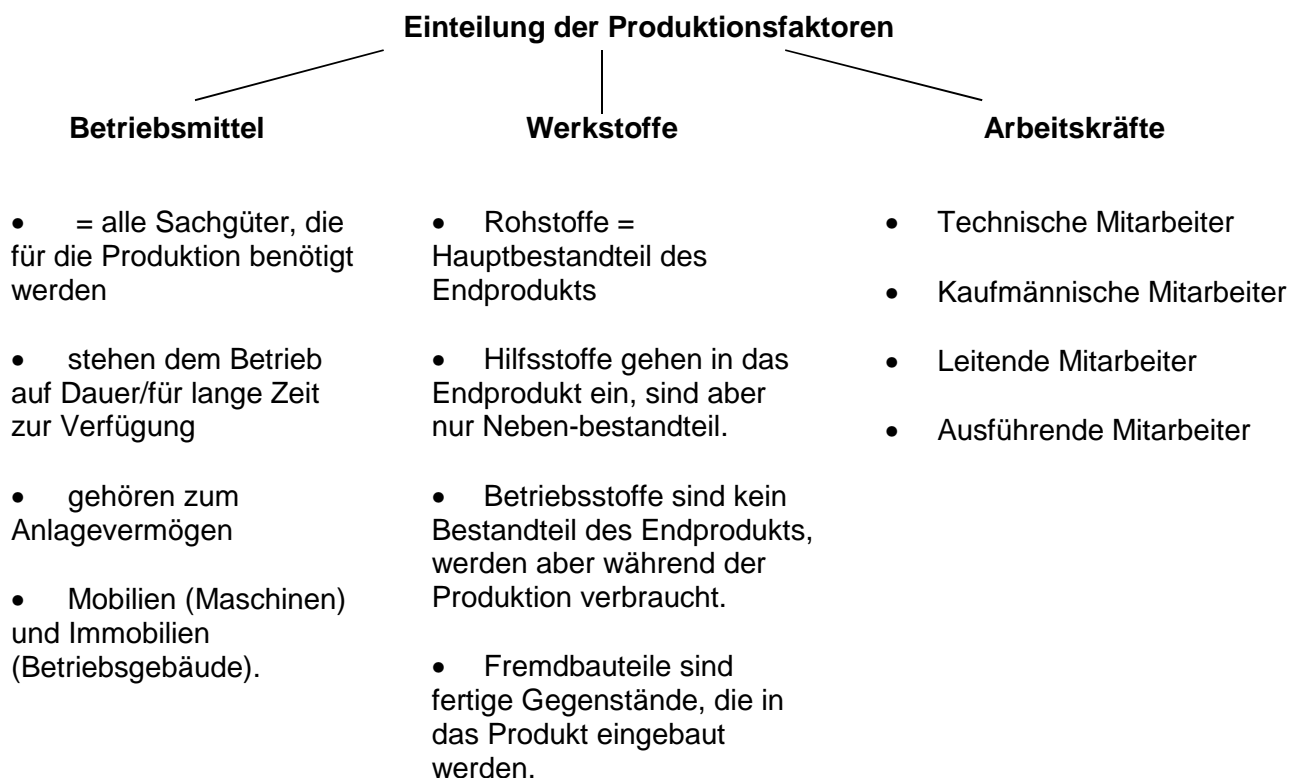 Einteilung der Produktionsfaktoren
Betriebsmittel
Werkstoffe
Arbeitskräfte
• = alle Sachgüter, die
für die Produktion benötigt
werden
• stehen dem Betrieb
auf Dauer/für lange Zeit
zur Verfügung
• gehören zum
Anlagevermögen
• Mobilien (Maschinen)
und Immobilien
(Betriebsgebäude).
• Rohstoffe =
Hauptbestandteil des
Endprodukts
• Hilfsstoffe gehen in das
Endprodukt ein, sind aber
nur Neben-bestandteil.
• Betriebsstoffe sind kein
Bestandteil des Endprodukts,
werden aber während der
Produktion verbraucht.
• Fremdbauteile sind
fertige Gegenstände, die in
das Produkt eingebaut
werden.
• Technische Mitarbeiter
• Kaufmännische Mitarbeiter
• Leitende Mitarbeiter
• Ausführende Mitarbeiter